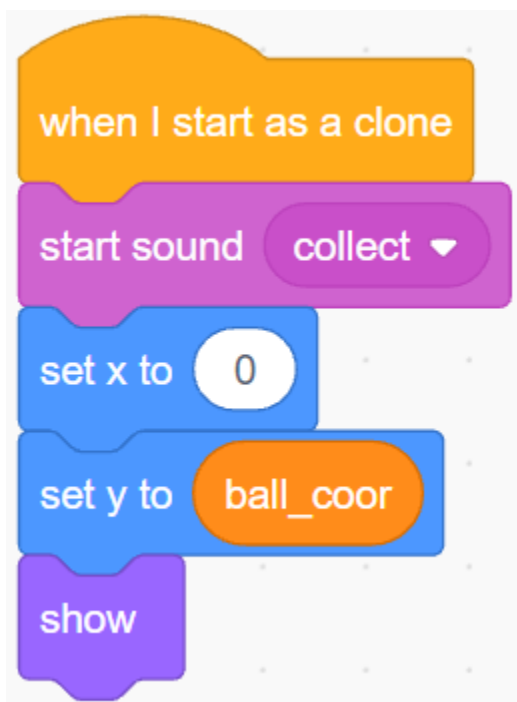 when I start as a clone
start sound collect
set x to 0
set y to ball_coor
show